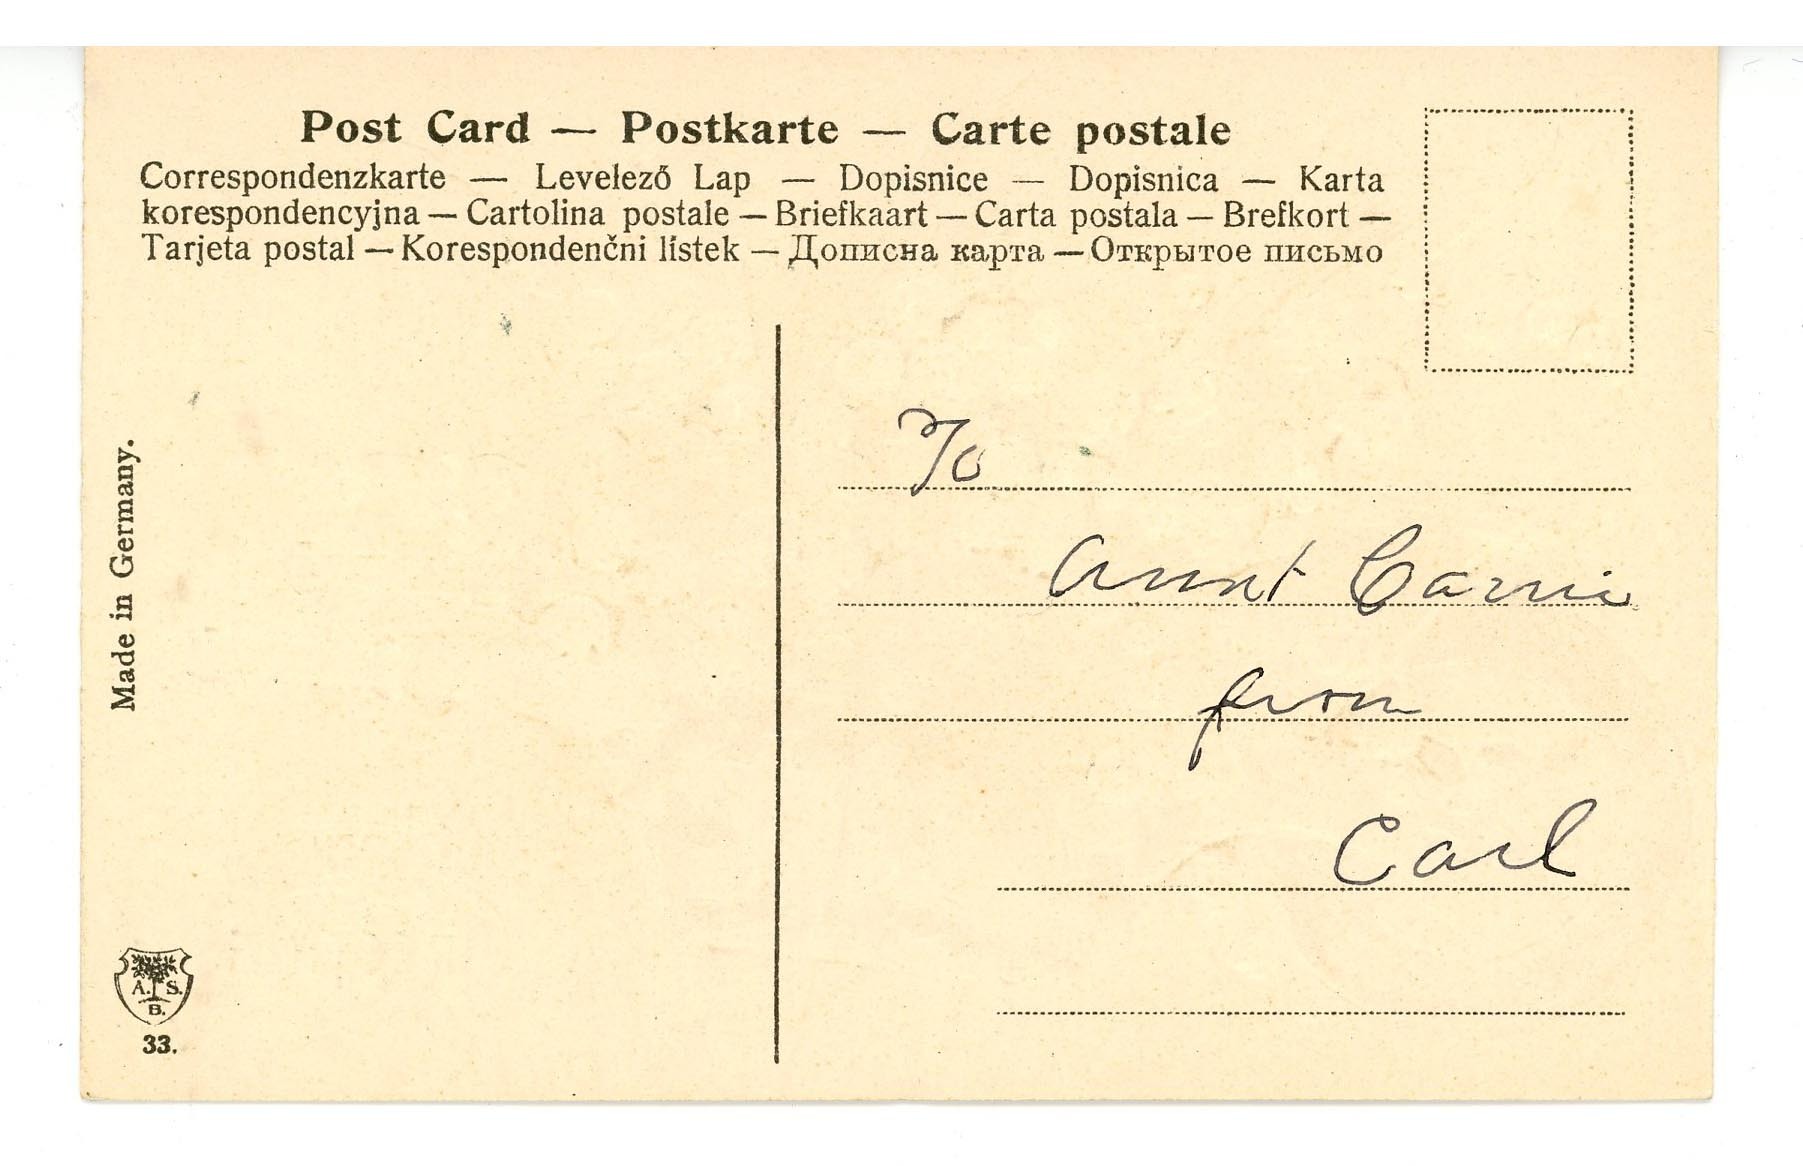 Post Card — Postkarte — Carte postale
Correspondenzkarte — Levelező Lap — Dopisnice — Dopisnica — Karta
korespondencyjna — Cartolina postale — Briefkaart — Carta postala — Brefkort —
Tarjeta postal — Korespondenčni lístek — Дописна карта — Открытое письмо
Made in Germany.
To
Aunt Carrie
from
Carl
A. S.
B.
33.